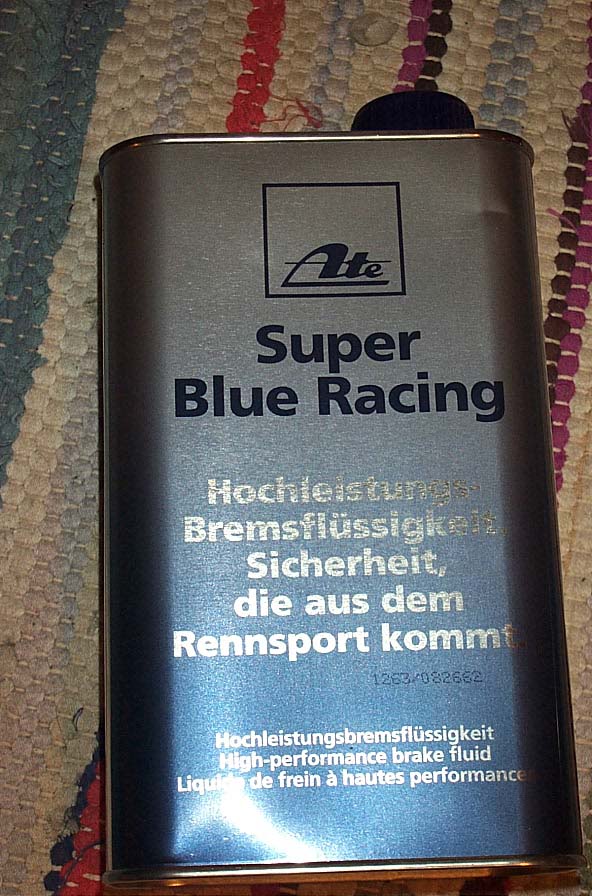 Ate
Super
Blue Racing
Hochleistungs-
Bremsflüssigkeit.
Sicherheit,
die aus dem
Rennsport kommt.
1263/082662
Hochleistungsbremsflüssigkeit
High-performance brake fluid
Liquide de frein à hautes performances